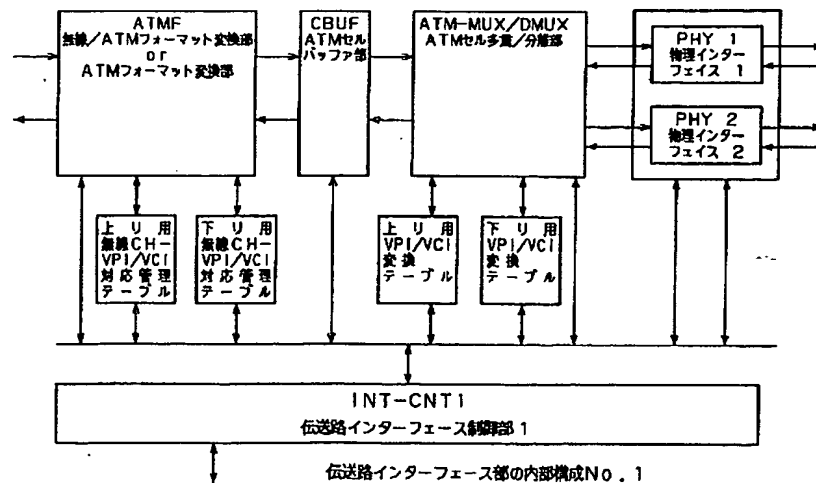 ATMF
無線/ATMフォーマット変換部
or
ATMフォーマット変換部
CBUF
ATMセル
バッファ部
ATM-MUX/DMUX
ATMセル多重/分離部
PHY 1
物理インター
フェイス1
PHY 2
物理インター
フェイス2
上り用
無線CH-
VPI/VCI
対応管理
テーブル
下り用
無線CH-
VPI/VCI
対応管理
テーブル
上り用
VPI/VCI
変換
テーブル
下り用
VPI/VCI
変換
テーブル
INT-CNT1
伝送路インターフェース制御部1
伝送路インターフェース部の内部構成No.1